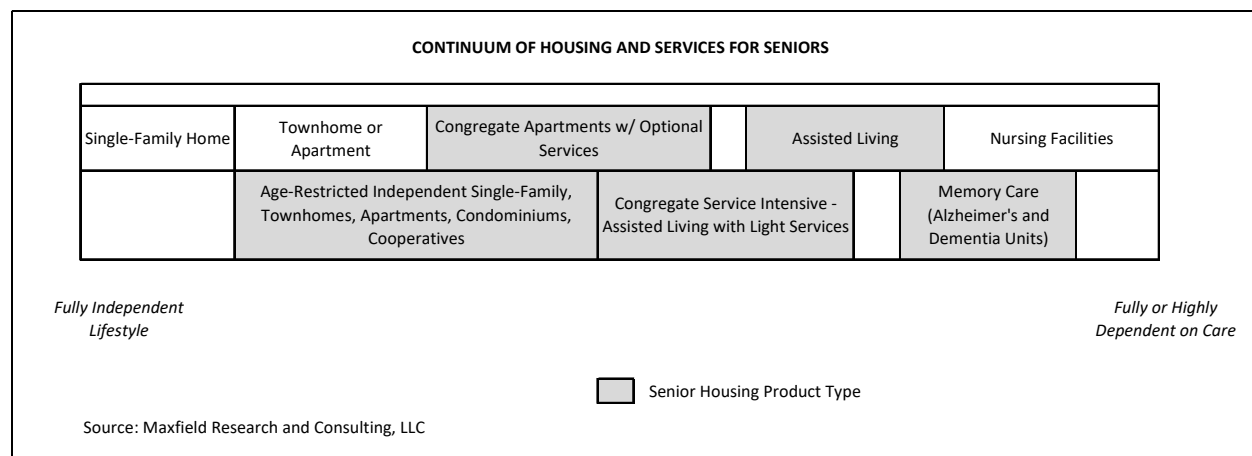 CONTINUUM OF HOUSING AND SERVICES FOR SENIORS
Single-Family Home
Townhome or
Apartment
Congregate Apartments w/ Optional
Services
Assisted Living
Nursing Facilities
Age-Restricted Independent Single-Family,
Townhomes, Apartments, Condominiums,
Cooperatives
Congregate Service Intensive -
Assisted Living with Light Services
Memory Care
(Alzheimer's and
Dementia Units)
Fully Independent
Lifestyle
Fully or Highly
Dependent on Care
Senior Housing Product Type
Source: Maxfield Research and Consulting, LLC